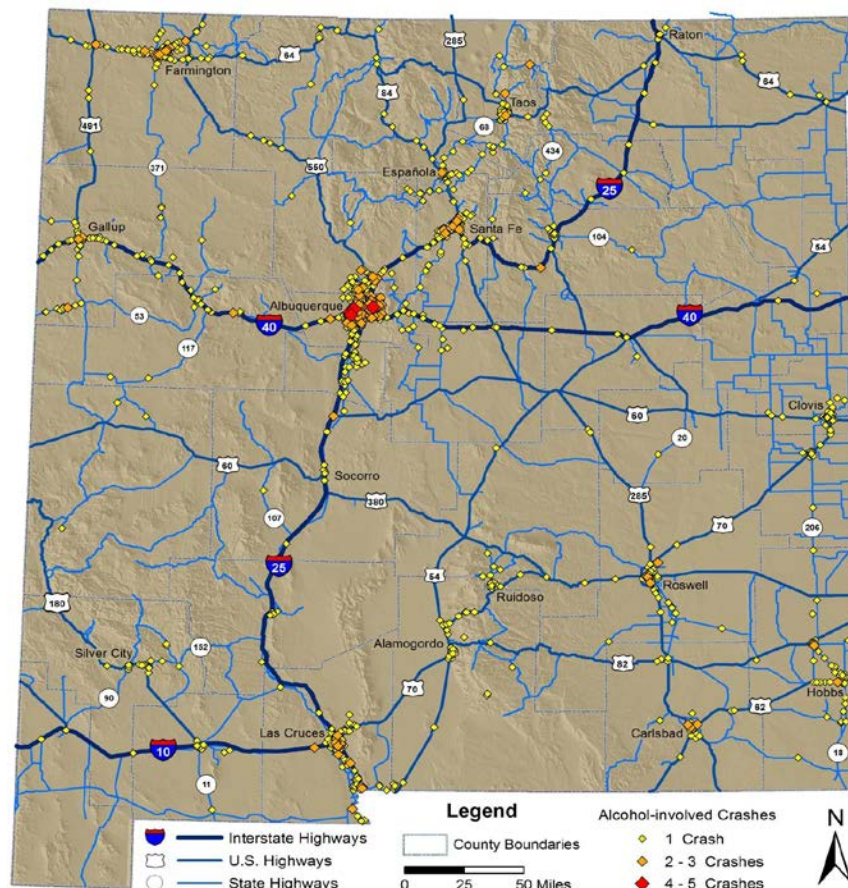 Raton
285
64
64
Farmington
84
Taos
491
68
371
550
434
Española
25
Gallup
Santa Fe
104
54
Albuquerque
53
40
40
117
Clovis
60
20
60
Socorro
285
380
107
70
206
25
54
Roswell
Ruidoso
180
152
Alamogordo
Silver City
82
90
70
Hobbs
62
Las Cruces
Carlsbad
10
18
11
Legend
Alcohol-involved Crashes
N
Interstate Highways
County Boundaries
1 Crash
U.S. Highways
2 - 3 Crashes
State Highways
0 25 50 Miles
4 - 5 Crashes